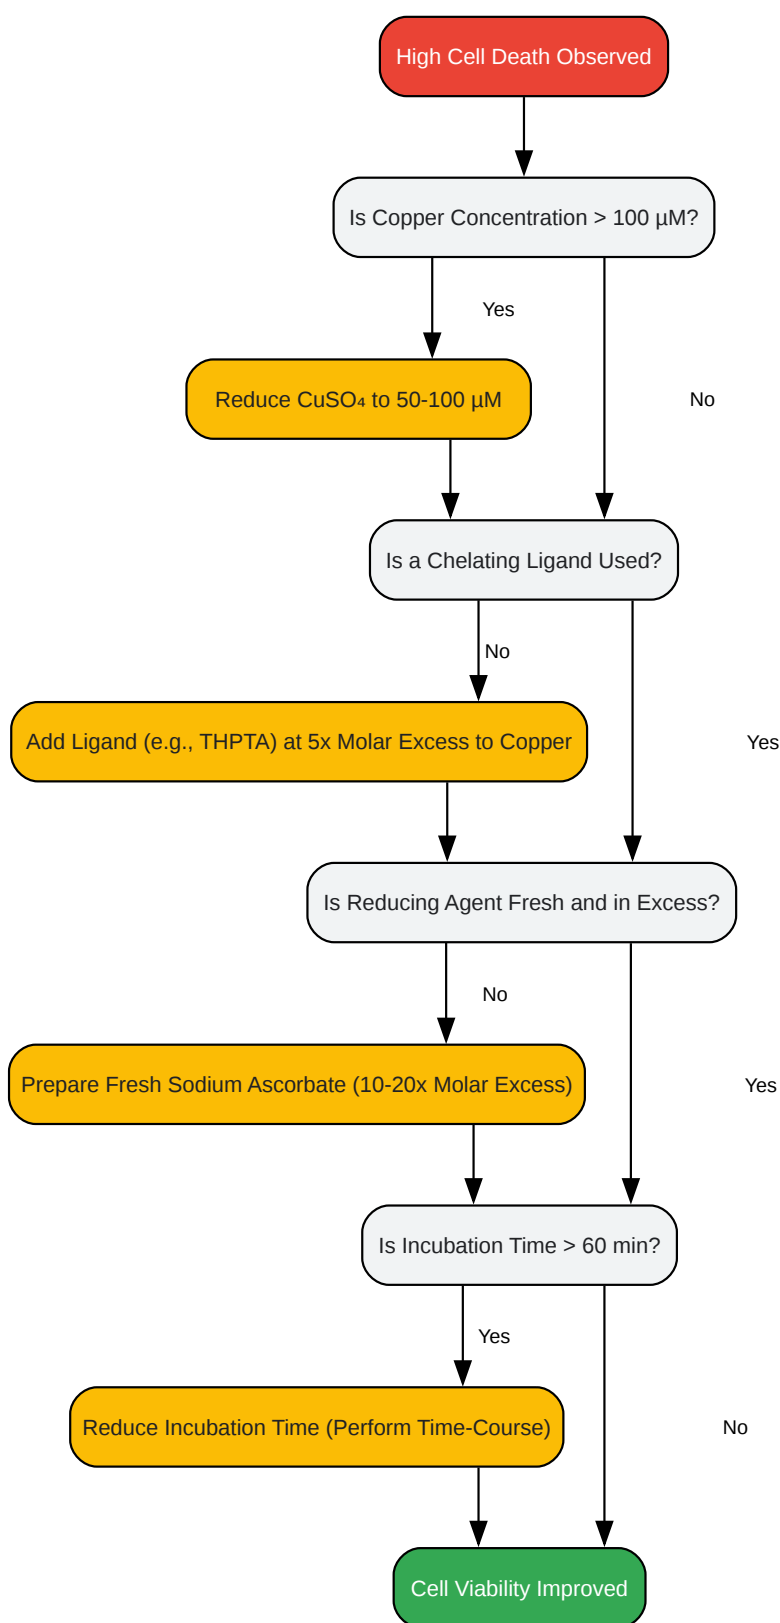 High Cell Death Observed
Is Copper Concentration > 100 µM?
Yes
Reduce CuSO₄ to 50-100 µM
No
Is a Chelating Ligand Used?
No
Add Ligand (e.g., THPTA) at 5x Molar Excess to Copper
Yes
Is Reducing Agent Fresh and in Excess?
No
Prepare Fresh Sodium Ascorbate (10-20x Molar Excess)
Yes
Is Incubation Time > 60 min?
Yes
Reduce Incubation Time (Perform Time-Course)
No
Cell Viability Improved